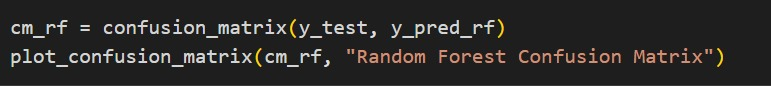 cm_rf = confusion_matrix(y_test, y_pred_rf)
plot_confusion_matrix(cm_rf, "Random Forest Confusion Matrix")